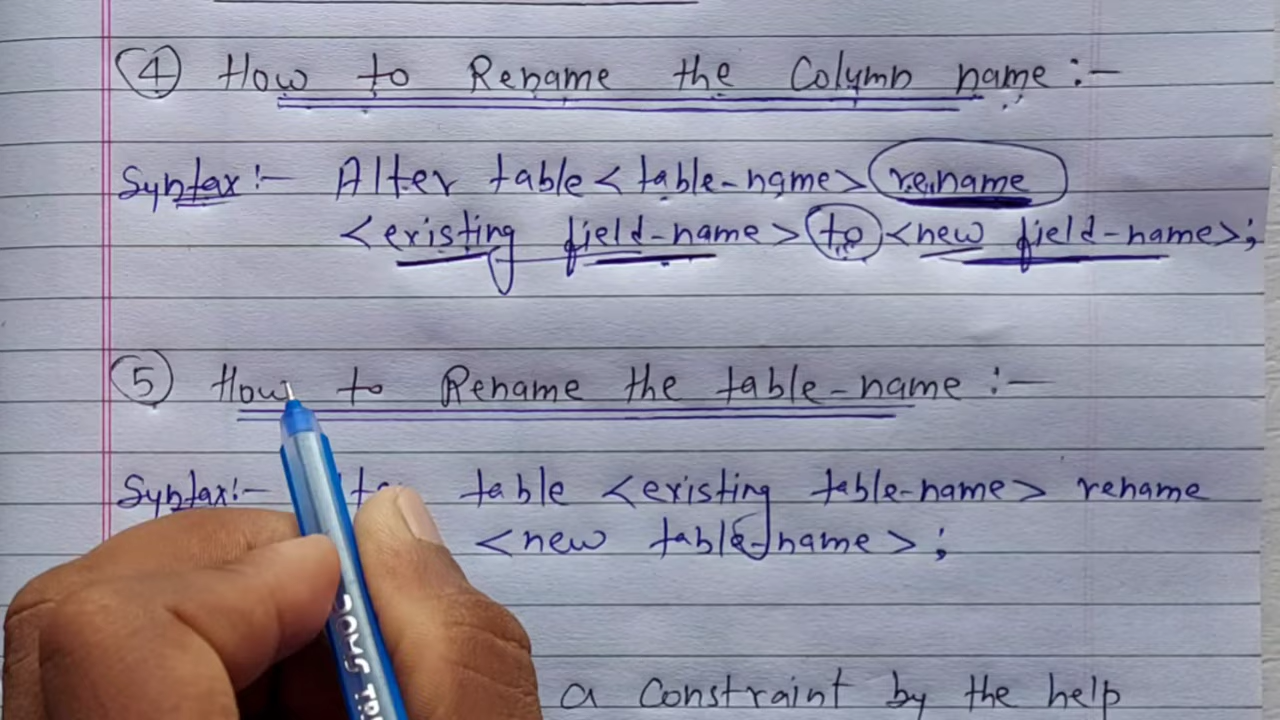 ④ How to Rename the Column name :-
Syntax :- Alter table <table-name> rename
<existing field-name> to <new field-name>;
⑤ How to Rename the table-name :-
Syntax :- table <existing table-name> rename
<new table-name> ;
a constraint by the help
DOMS